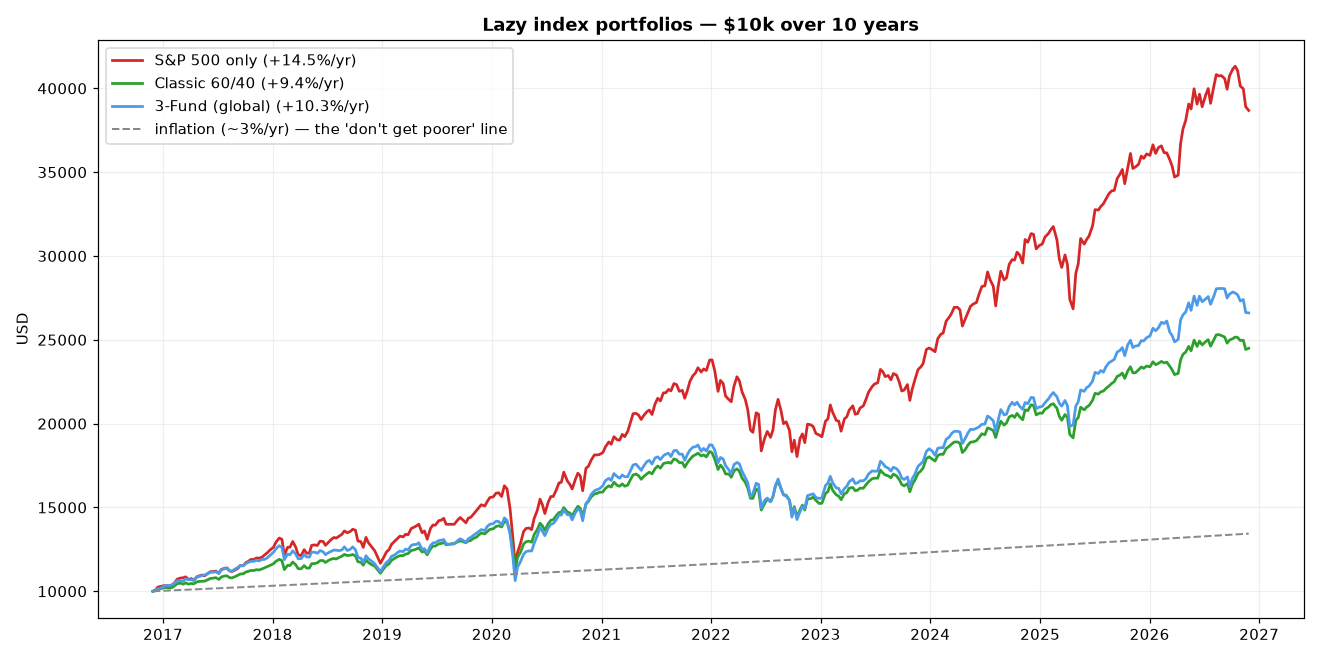 Lazy index portfolios — $10k over 10 years
S&P 500 only (+14.5%/yr)
Classic 60/40 (+9.4%/yr)
3-Fund (global) (+10.3%/yr)
inflation (~3%/yr) — the 'don't get poorer' line
USD
40000
35000
30000
25000
20000
15000
10000
2017 2018 2019 2020 2021 2022 2023 2024 2025 2026 2027